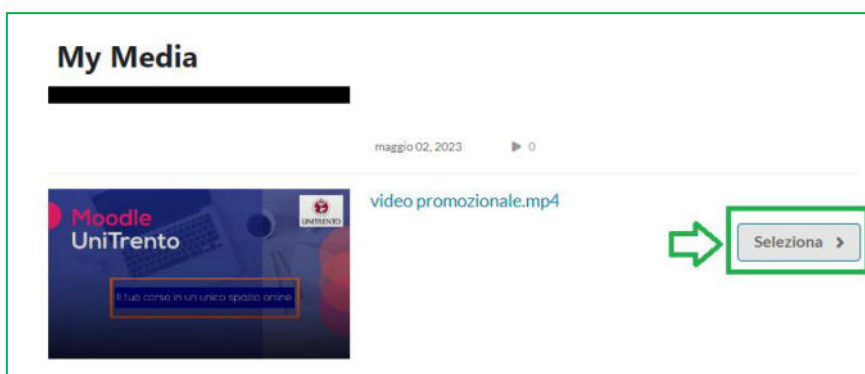 My Media
maggio 02, 2023 0
video promozionale.mp4
Moodle
UniTrento
UNITRENTO
Il tuo corso in un unico spazio online
Seleziona